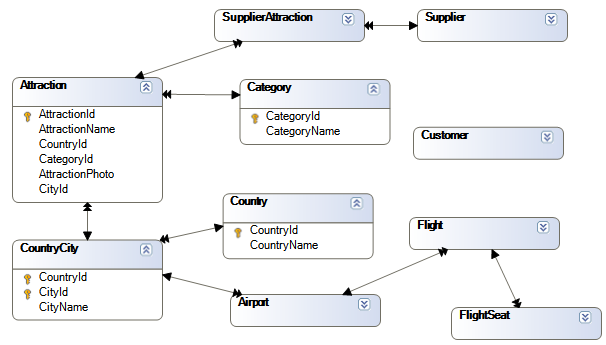 SupplierAttraction
Supplier
Attraction
AttractionId
AttractionName
CountryId
CategoryId
AttractionPhoto
CityId
Category
CategoryId
CategoryName
Customer
Country
CountryId
CountryName
CountryCity
CountryId
CityId
CityName
Flight
Airport
FlightSeat